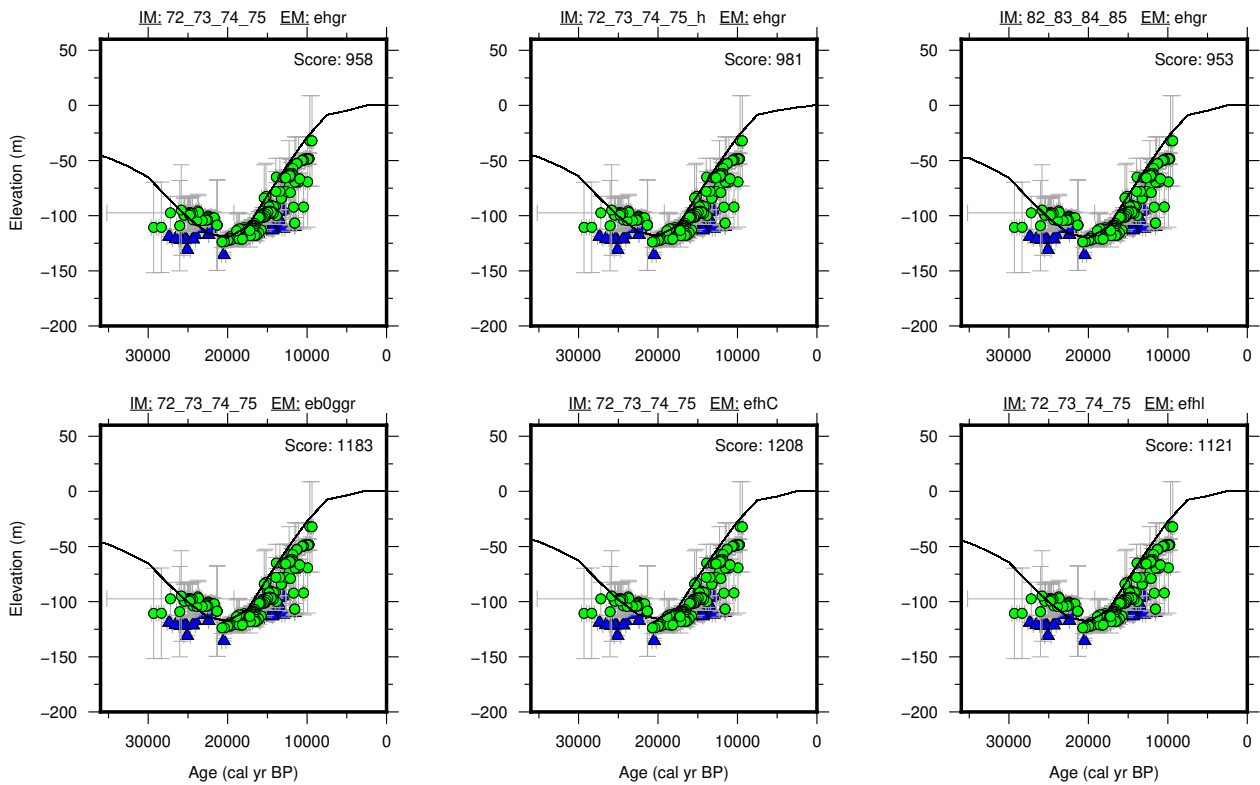 IM: 72_73_74_75 EM: ehgr
IM: 72_73_74_75_h EM: ehgr
IM: 82_83_84_85 EM: ehgr
Score: 958
Score: 981
Score: 953
50
0
−50
−100
−150
−200
Elevation (m)
50
0
−50
−100
−150
−200
50
0
−50
−100
−150
−200
30000 20000 10000 0
30000 20000 10000 0
30000 20000 10000 0
IM: 72_73_74_75 EM: eb0ggr
IM: 72_73_74_75 EM: efhC
IM: 72_73_74_75 EM: efhl
Score: 1183
Score: 1208
Score: 1121
50
0
−50
−100
−150
−200
Elevation (m)
50
0
−50
−100
−150
−200
50
0
−50
−100
−150
−200
30000 20000 10000 0
30000 20000 10000 0
30000 20000 10000 0
Age (cal yr BP)
Age (cal yr BP)
Age (cal yr BP)